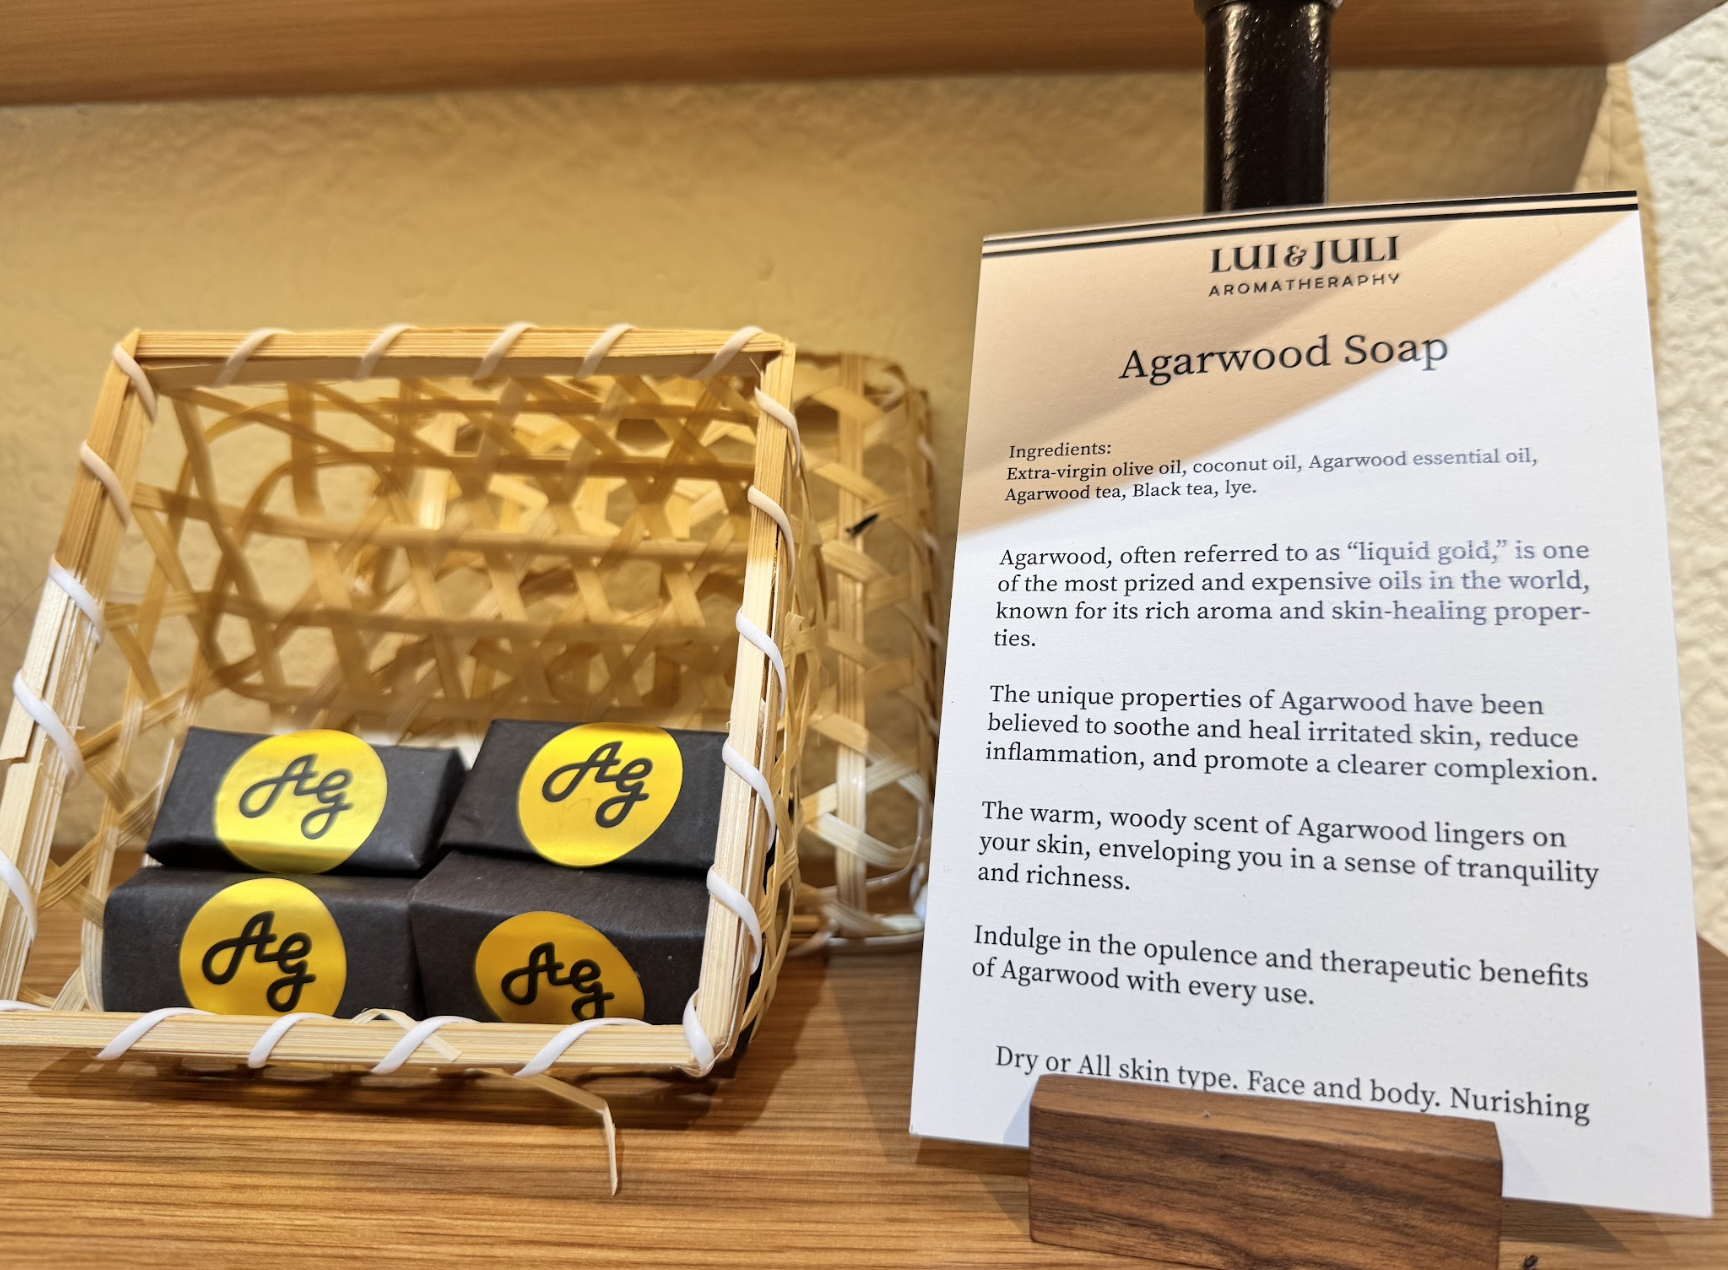 Ag
Ag
Ag
Ag
LUI & JULI
AROMATHERAPHY
Agarwood Soap
Ingredients:
Extra-virgin olive oil, coconut oil, Agarwood essential oil,
Agarwood tea, Black tea, lye.
Agarwood, often referred to as “liquid gold,” is one
of the most prized and expensive oils in the world,
known for its rich aroma and skin-healing proper-
ties.
The unique properties of Agarwood have been
believed to soothe and heal irritated skin, reduce
inflammation, and promote a clearer complexion.
The warm, woody scent of Agarwood lingers on
your skin, enveloping you in a sense of tranquility
and richness.
Indulge in the opulence and therapeutic benefits
of Agarwood with every use.
Dry or All skin type. Face and body. Nurishing